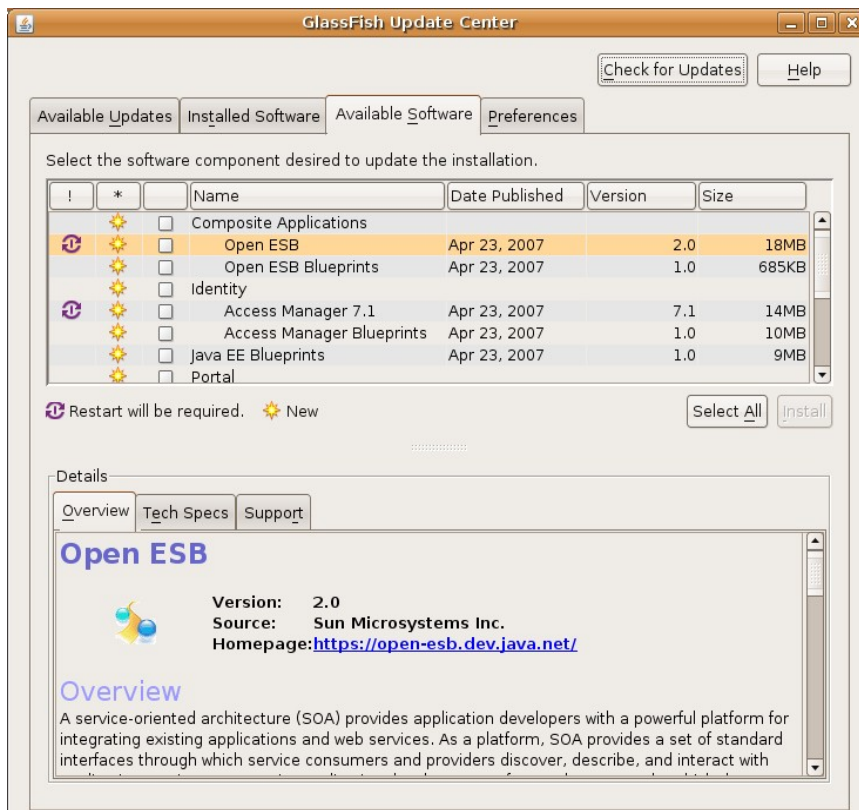 GlassFish Update Center
Check for Updates Help
Available Updates Installed Software Available Software Preferences
Select the software component desired to update the installation.
! * Name Date Published Version Size
Composite Applications
Open ESB Apr 23, 2007 2.0 18MB
Open ESB Blueprints Apr 23, 2007 1.0 685KB
Identity
Access Manager 7.1 Apr 23, 2007 7.1 14MB
Access Manager Blueprints Apr 23, 2007 1.0 10MB
Java EE Blueprints Apr 23, 2007 1.0 9MB
Portal
Restart will be required. New
Select All Install
Details
Overview Tech Specs Support
Open ESB
Version: 2.0
Source: Sun Microsystems Inc.
Homepage: https://open-esb.dev.java.net/
Overview
A service-oriented architecture (SOA) provides application developers with a powerful platform for
integrating existing applications and web services. As a platform, SOA provides a set of standard
interfaces through which service consumers and providers discover, describe, and interact with